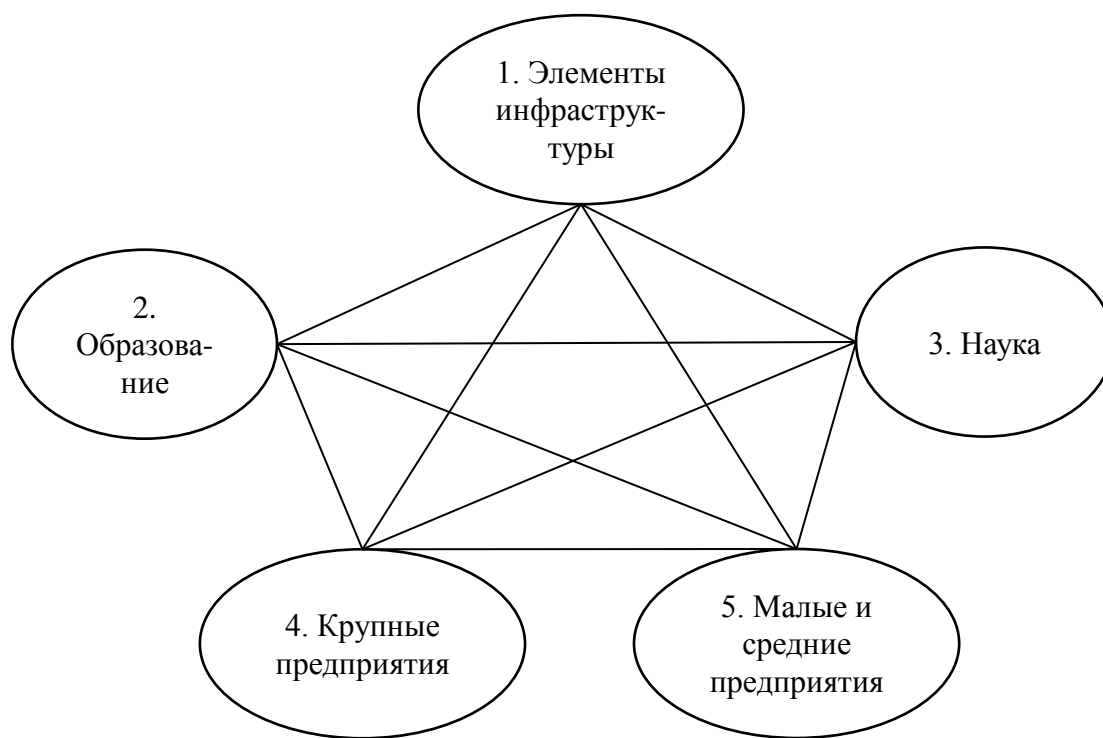 1. Элементы
инфраструк-
туры
2.
Образова-
ние
3. Наука
4. Крупные
предприятия
5. Малые и
средние
предприятия